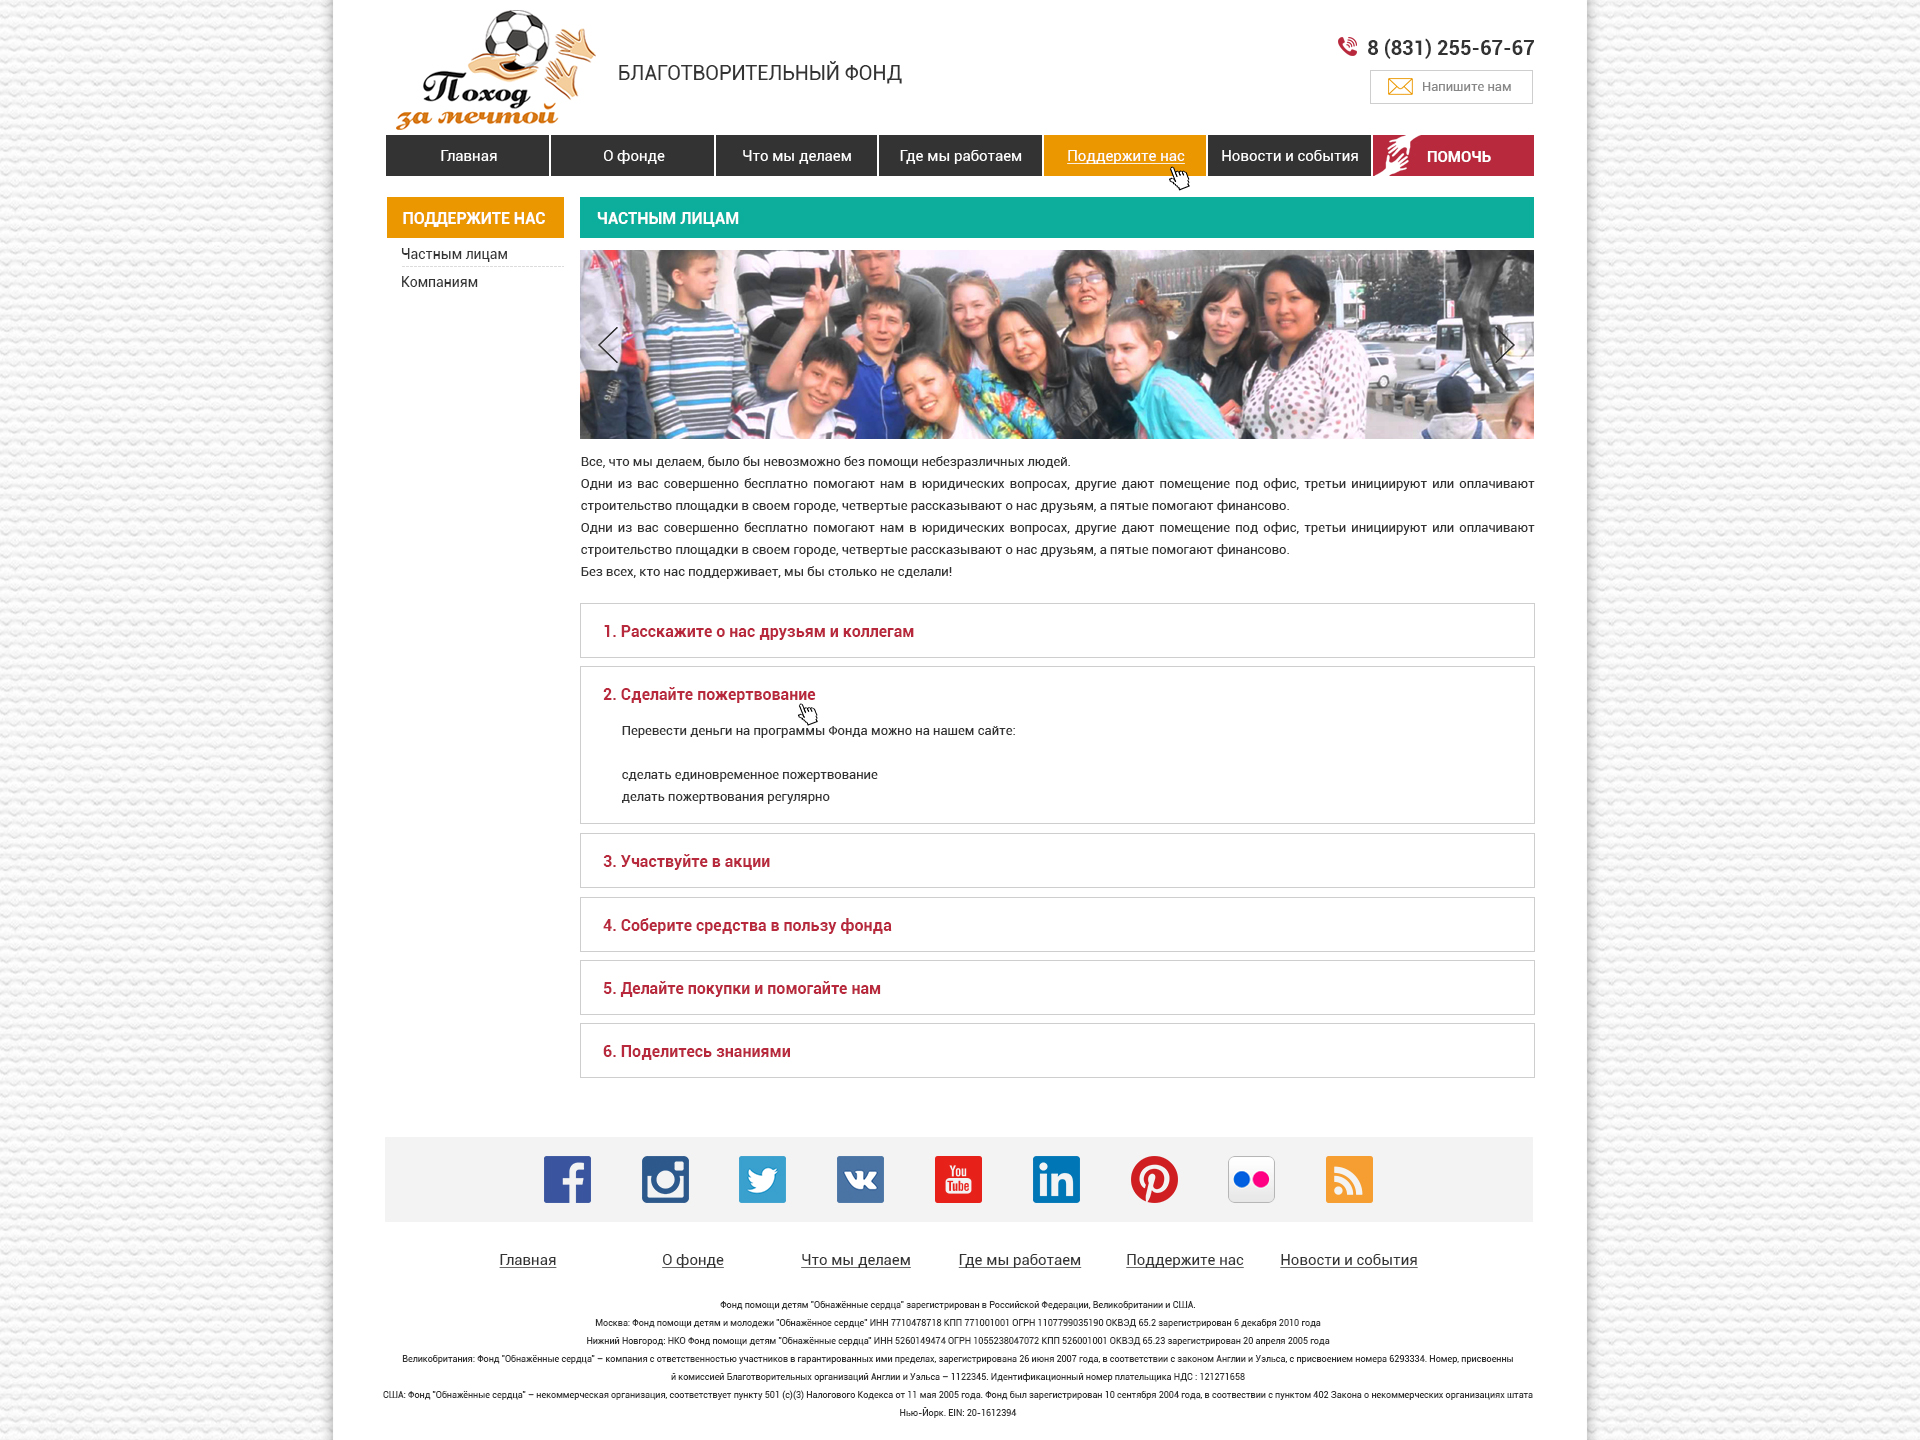 Поход
за мечтой
БЛАГОТВОРИТЕЛЬНЫЙ ФОНД
8 (831) 255-67-67
Напишите нам
Главная
О фонде
Что мы делаем
Где мы работаем
Поддержите нас
Новости и события
ПОМОЧЬ
ПОДДЕРЖИТЕ НАС
Частным лицам
Компаниям
ЧАСТНЫМ ЛИЦАМ
Все, что мы делаем, было бы невозможно без помощи небезразличных людей.
Одни из вас совершенно бесплатно помогают нам в юридических вопросах, другие дают помещение под офис, третьи инициируют или оплачивают
строительство площадки в своем городе, четвертые рассказывают о нас друзьям, а пятые помогают финансово.
Одни из вас совершенно бесплатно помогают нам в юридических вопросах, другие дают помещение под офис, третьи инициируют или оплачивают
строительство площадки в своем городе, четвертые рассказывают о нас друзьям, а пятые помогают финансово.
Без всех, кто нас поддерживает, мы бы столько не сделали!
1. Расскажите о нас друзьям и коллегам
2. Сделайте пожертвование
Перевести деньги на программы Фонда можно на нашем сайте:
сделать единовременное пожертвование
делать пожертвования регулярно
3. Участвуйте в акции
4. Соберите средства в пользу фонда
5. Делайте покупки и помогайте нам
6. Поделитесь знаниями
You
Tube
Главная
О фонде
Что мы делаем
Где мы работаем
Поддержите нас
Новости и события
Фонд помощи детям "Обнажённые сердца" зарегистрирован в Российской Федерации, Великобритании и США.
Москва: Фонд помощи детям и молодежи "Обнажённое сердце" ИНН 7710478718 КПП 771001001 ОГРН 1107799035190 ОКВЭД 65.2 зарегистрирован 6 декабря 2010 года
Нижний Новгород: НКО Фонд помощи детям "Обнажённые сердца" ИНН 5260149474 ОГРН 1055238047072 КПП 526001001 ОКВЭД 65.23 зарегистрирован 20 апреля 2005 года
Великобритания: Фонд "Обнажённые сердца" – компания с ответственностью участников в гарантированных ими пределах, зарегистрирована 26 июня 2007 года, в соответствии с законом Англии и Уэльса, с присвоением номера 6293334. Номер, присвоенны
й комиссией Благотворительных организаций Англии и Уэльса – 1122345. Идентификационный номер плательщика НДС : 121271658
США: Фонд "Обнажённые сердца" – некоммерческая организация, соответствует пункту 501 (c)(3) Налогового Кодекса от 11 мая 2005 года. Фонд был зарегистрирован 10 сентября 2004 года, в соотвествии с пунктом 402 Закона о некоммерческих организациях штата
Нью-Йорк. EIN: 20-1612394